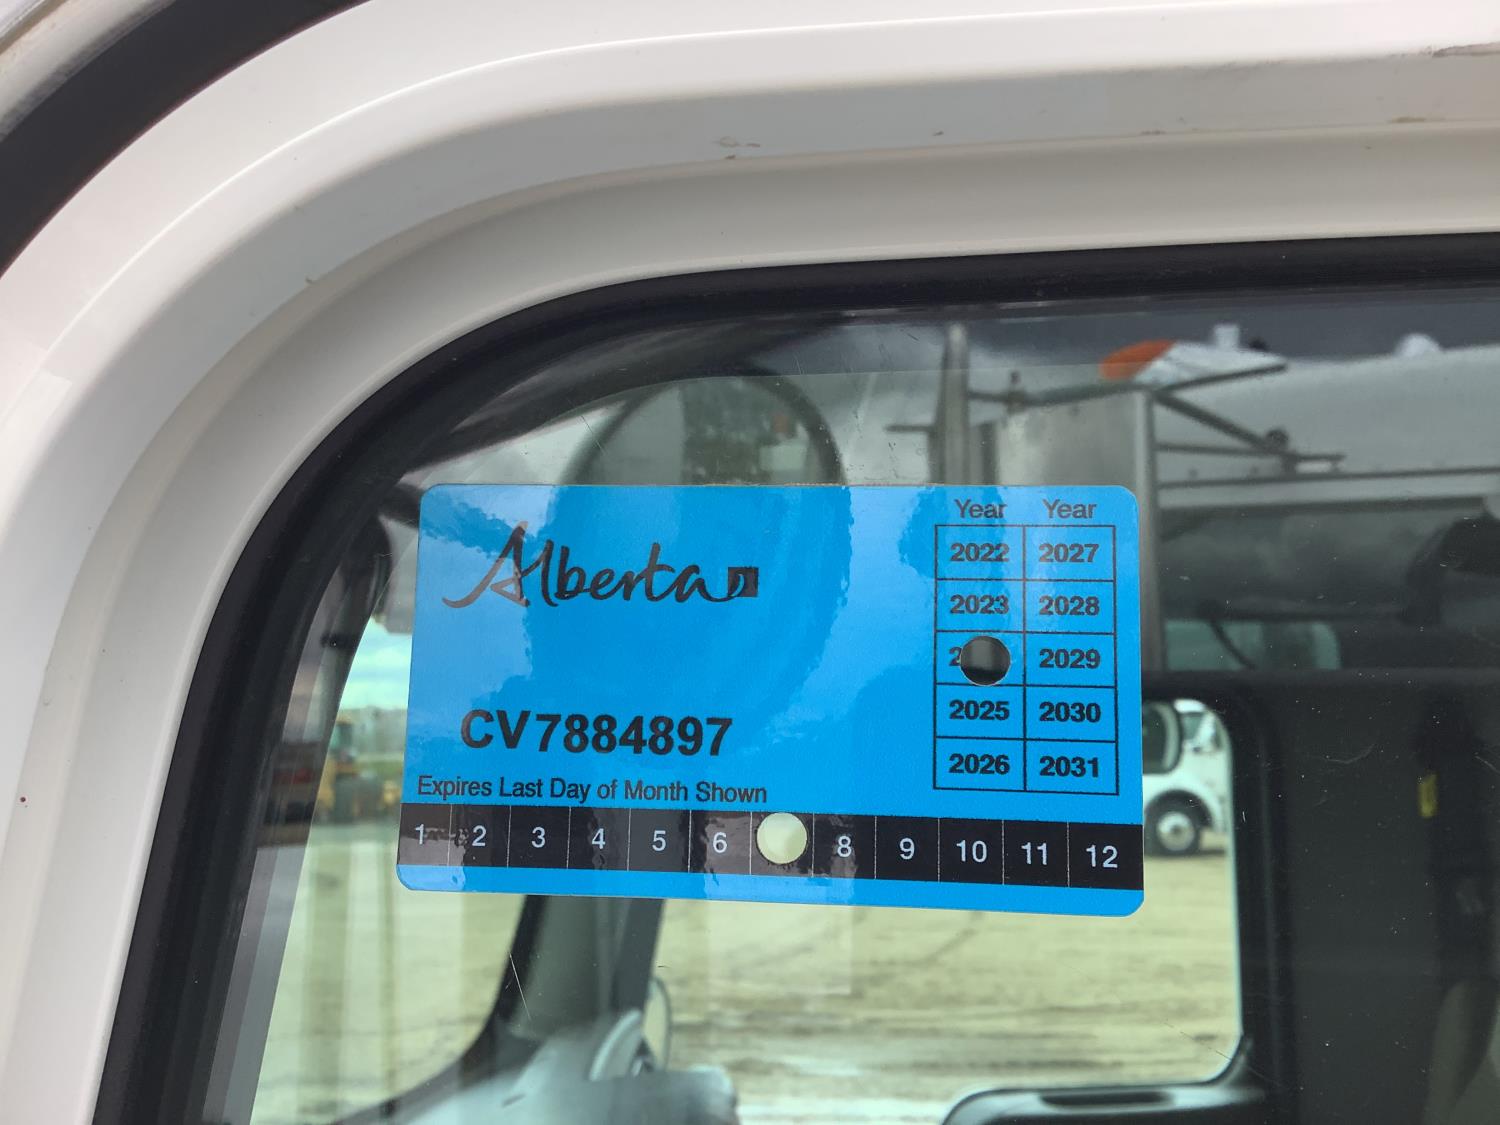 Alberta
Year Year
2022 2027
2023 2028
2029
2025 2030
2026 2031
CV7884897
Expires Last Day of Month Shown
1 2 3 4 5 6 8 9 10 11 12